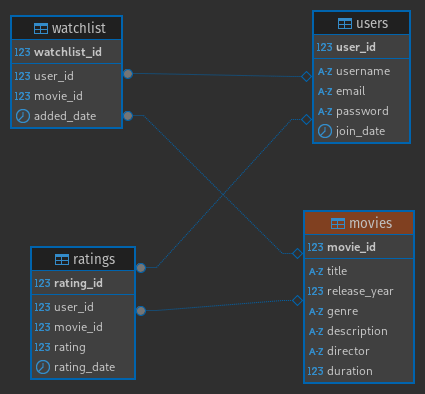 watchlist
123 watchlist_id
123 user_id
123 movie_id
added_date
users
123 user_id
A-Z username
A-Z email
A-Z password
join_date
ratings
123 rating_id
123 user_id
123 movie_id
123 rating
rating_date
movies
123 movie_id
A-Z title
123 release_year
A-Z genre
A-Z description
A-Z director
123 duration